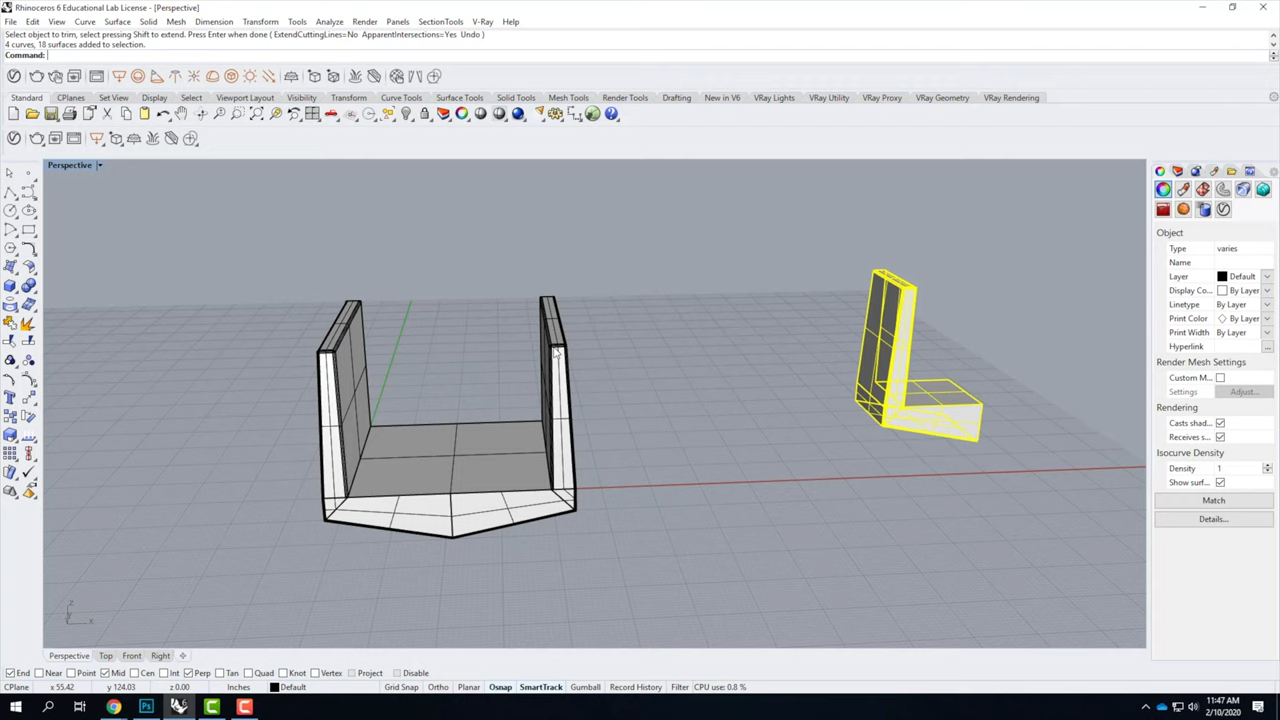 Rhinoceros 6 Educational Lab License - [Perspective]
File Edit View Curve Surface Solid Mesh Dimension Transform Tools Analyze Render Panels SectionTools V-Ray Help
Select object to trim, select pressing Shift to extend. Press Enter when done ( ExtendCuttingLines=No ApparentIntersections=Yes Undo )
4 curves, 18 surfaces added to selection.
Command:
Standard CPlanes Set View Display Select Viewport Layout Visibility Transform Curve Tools Surface Tools Solid Tools Mesh Tools Render Tools Drafting New in V6 VRay Lights VRay Utility VRay Proxy VRay Geometry VRay Rendering
Perspective
Object
Type varies
Name
Layer Default
Display Co... By Layer
Linetype By Layer
Print Color By Layer
Print Width By Layer
Hyperlink ...
Render Mesh Settings
Custom M...
Settings Adjust...
Rendering
Casts shad...
Receives s...
Isocurve Density
Density 1
Show surf...
Match
Details...
z
y
x
Perspective Top Front Right
End Near Point Mid Cen Int Perp Tan Quad Knot Vertex Project Disable
CPlane x 55.42 y 124.03 z 0.00 Inches Default Grid Snap Ortho Planar Osnap SmartTrack Gumball Record History Filter CPU use: 0.8 %
11:47 AM
2/10/2020